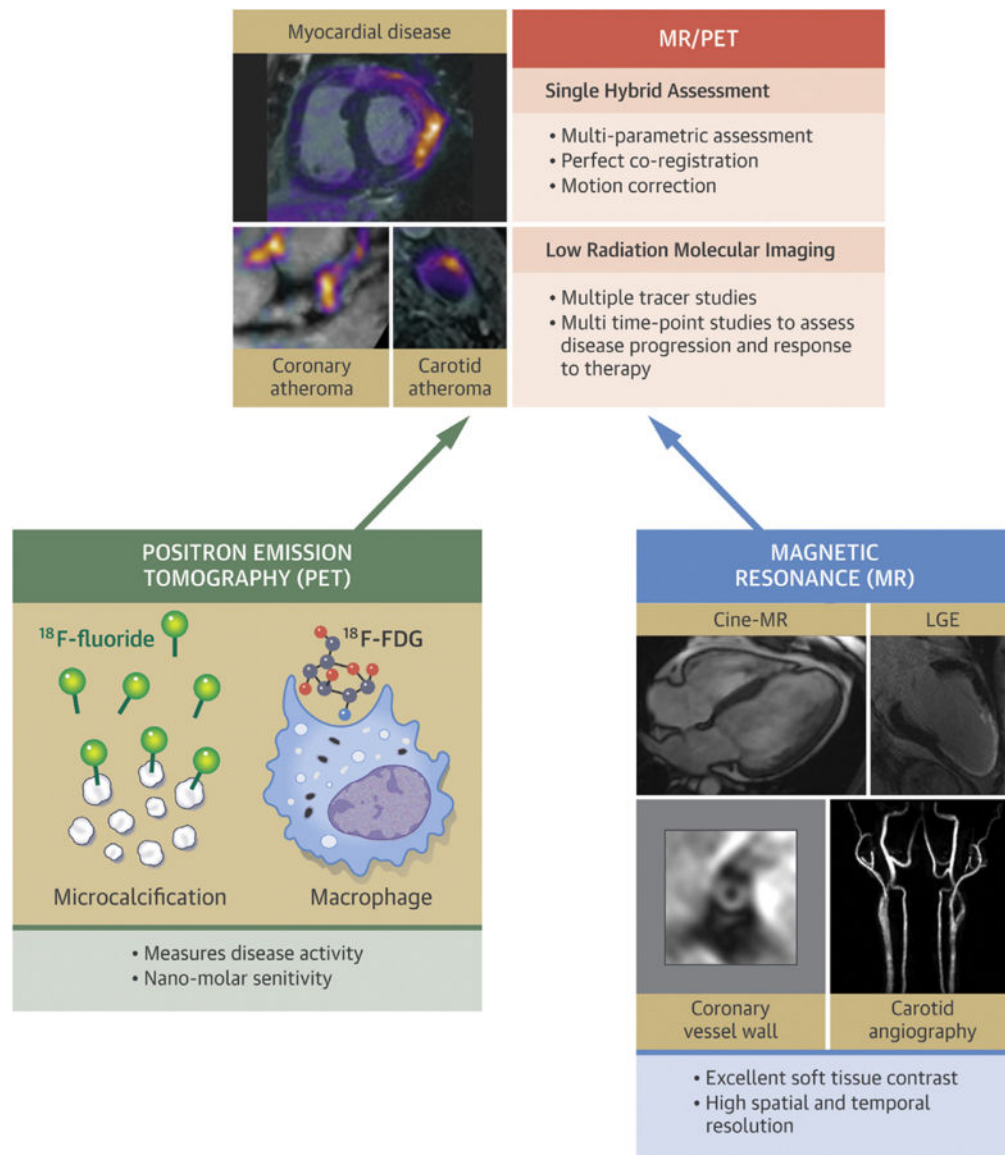 Myocardial disease
MR/PET
Single Hybrid Assessment
• Multi-parametric assessment
• Perfect co-registration
• Motion correction
Low Radiation Molecular Imaging
• Multiple tracer studies
• Multi time-point studies to assess
disease progression and response
to therapy
Coronary
atheroma
Carotid
atheroma
POSITRON EMISSION
TOMOGRAPHY (PET)
¹⁸F-fluoride
¹⁸F-FDG
Microcalcification
Macrophage
• Measures disease activity
• Nano-molar senitivity
MAGNETIC
RESONANCE (MR)
Cine-MR
LGE
Coronary
vessel wall
Carotid
angiography
• Excellent soft tissue contrast
• High spatial and temporal
resolution